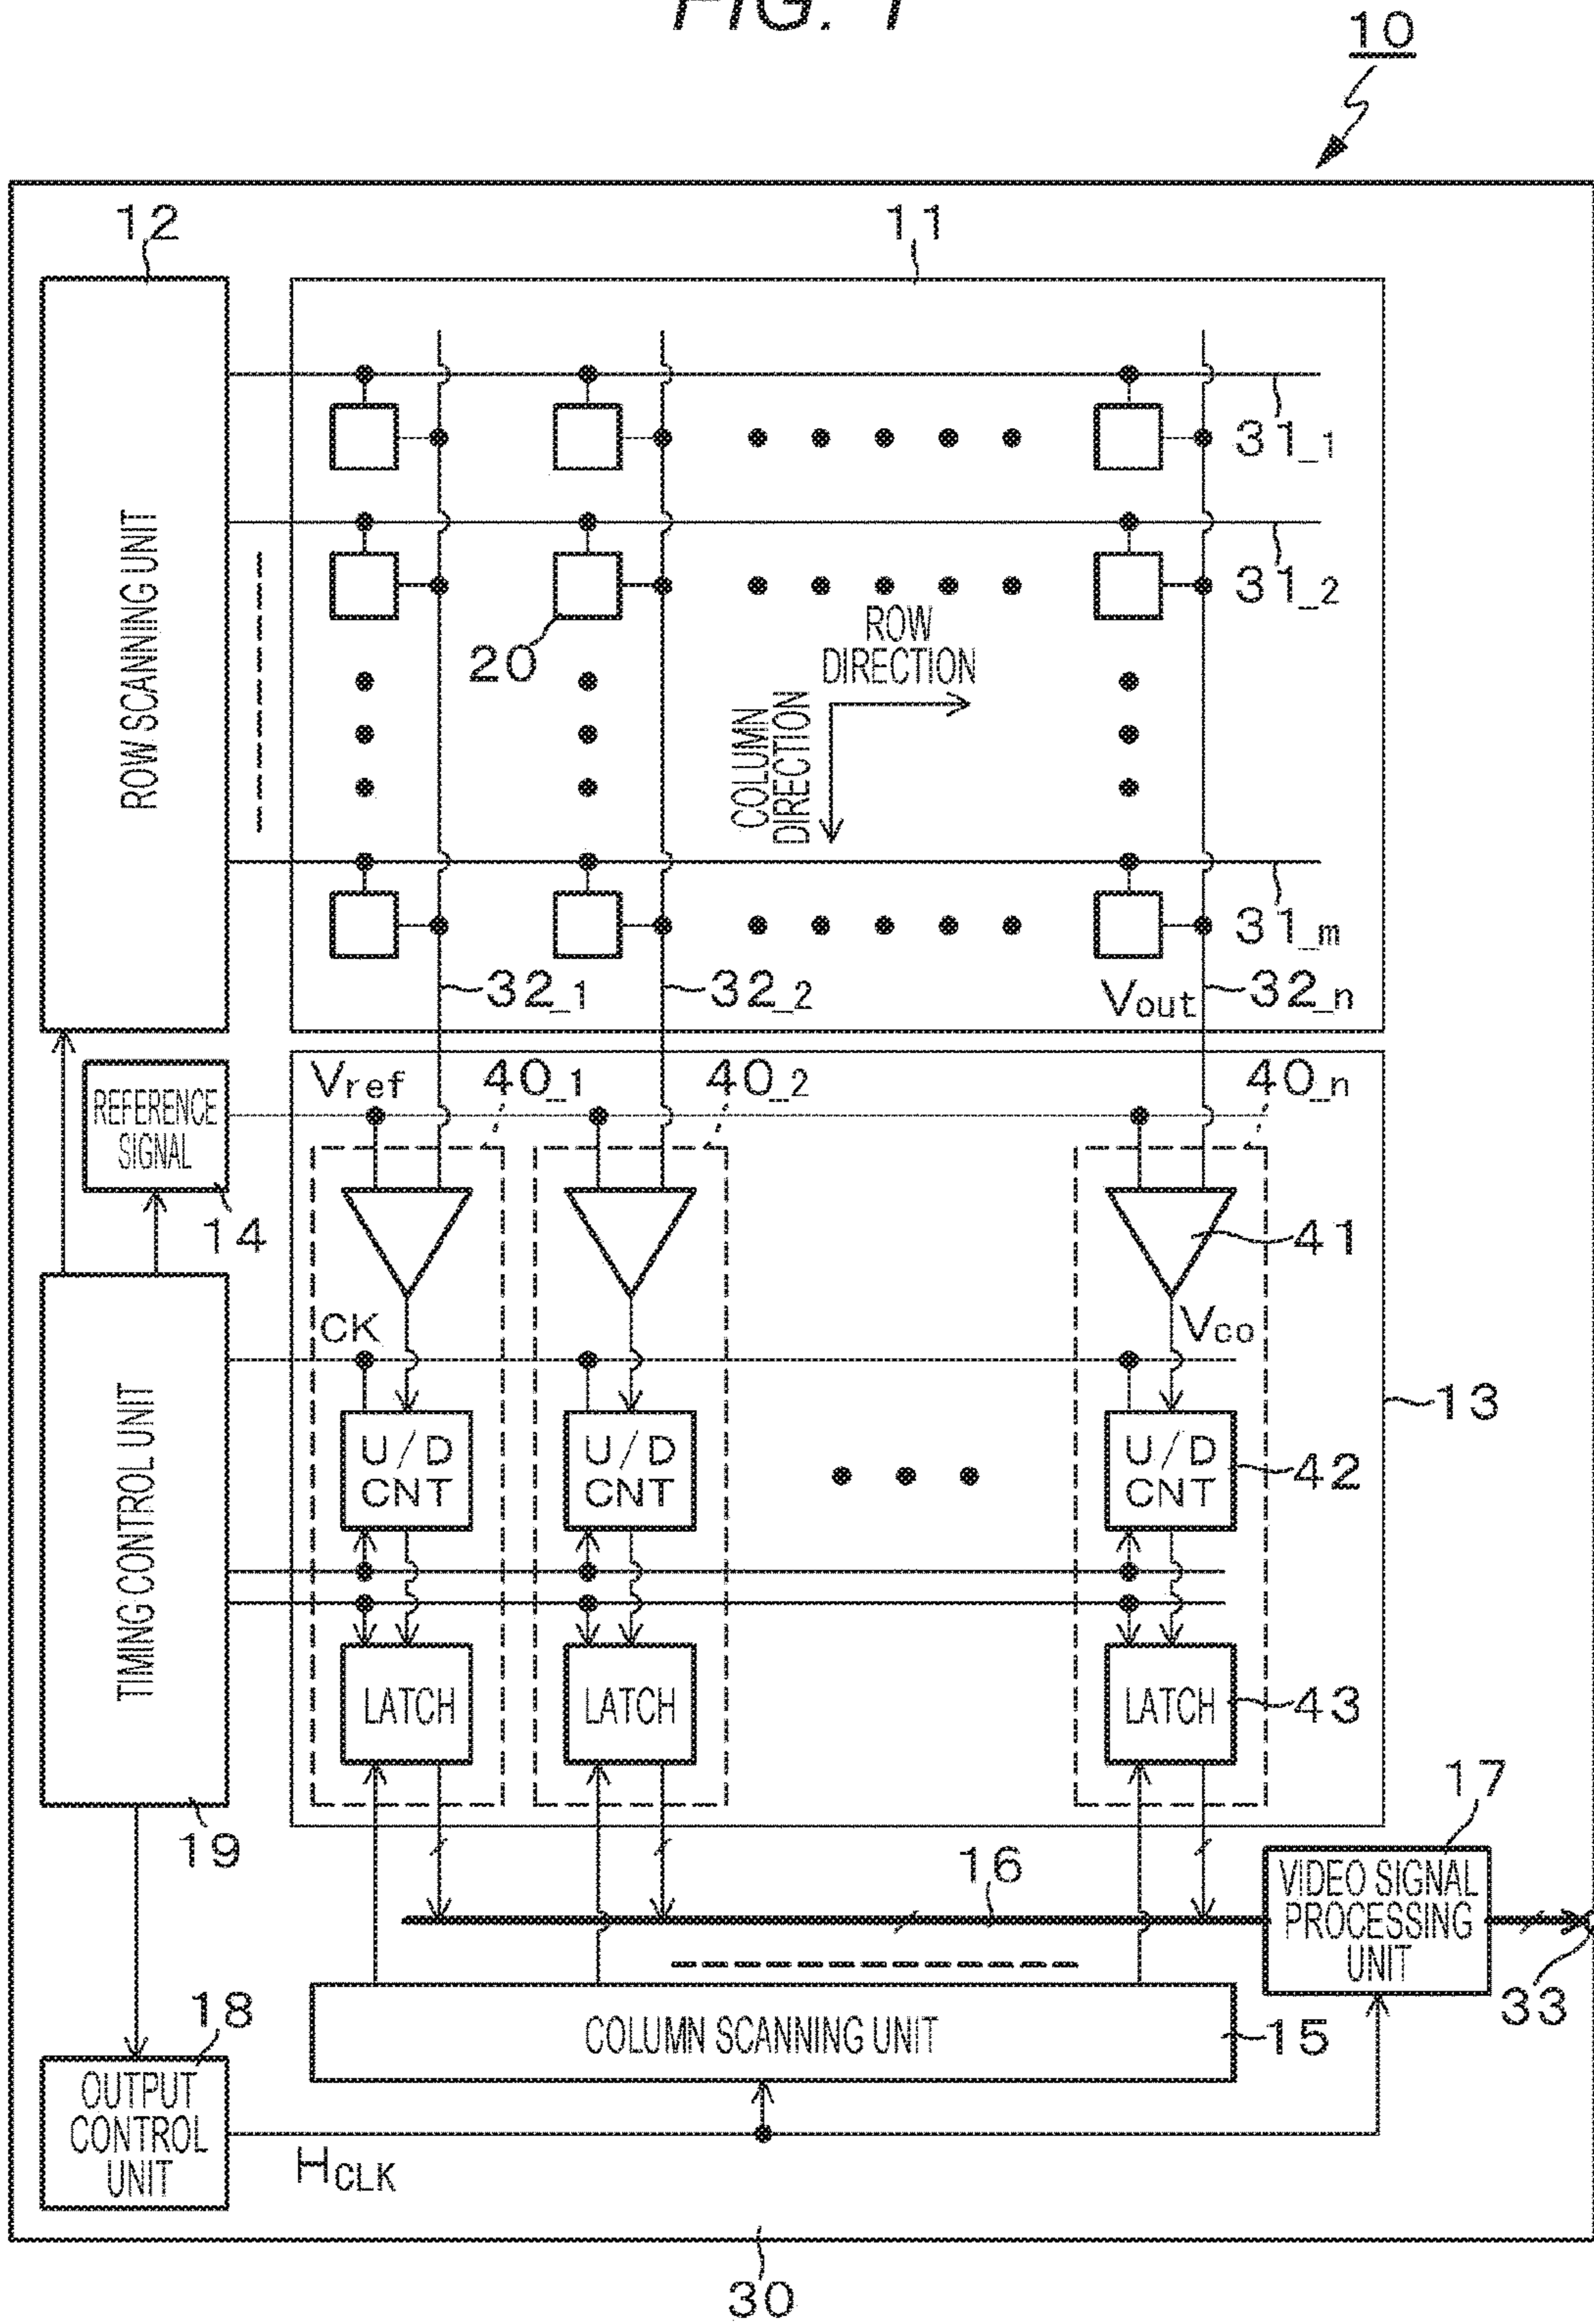 FIG. 1
10
12
11
ROW SCANNING UNIT
31_1
31_2
20
ROW
DIRECTION
COLUMN
DIRECTION
31_m
32_1
32_2
Vout
32_n
REFERENCE
SIGNAL
14
Vref
40_1
40_2
40_n
41
CK
Vco
TIMING CONTROL UNIT
13
U/D
CNT
U/D
CNT
U/D
CNT
42
LATCH
LATCH
LATCH
43
19
16
17
VIDEO SIGNAL
PROCESSING
UNIT
33
18
COLUMN SCANNING UNIT
15
OUTPUT
CONTROL
UNIT
HCLK
30